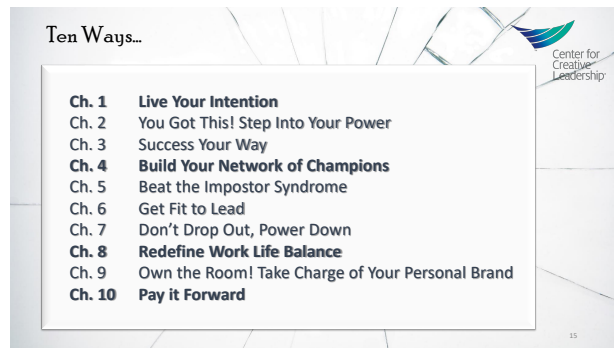 Ten Ways...
Center for
Creative
Leadership
Ch. 1 Live Your Intention
Ch. 2 You Got This! Step Into Your Power
Ch. 3 Success Your Way
Ch. 4 Build Your Network of Champions
Ch. 5 Beat the Impostor Syndrome
Ch. 6 Get Fit to Lead
Ch. 7 Don’t Drop Out, Power Down
Ch. 8 Redefine Work Life Balance
Ch. 9 Own the Room! Take Charge of Your Personal Brand
Ch. 10 Pay it Forward
15